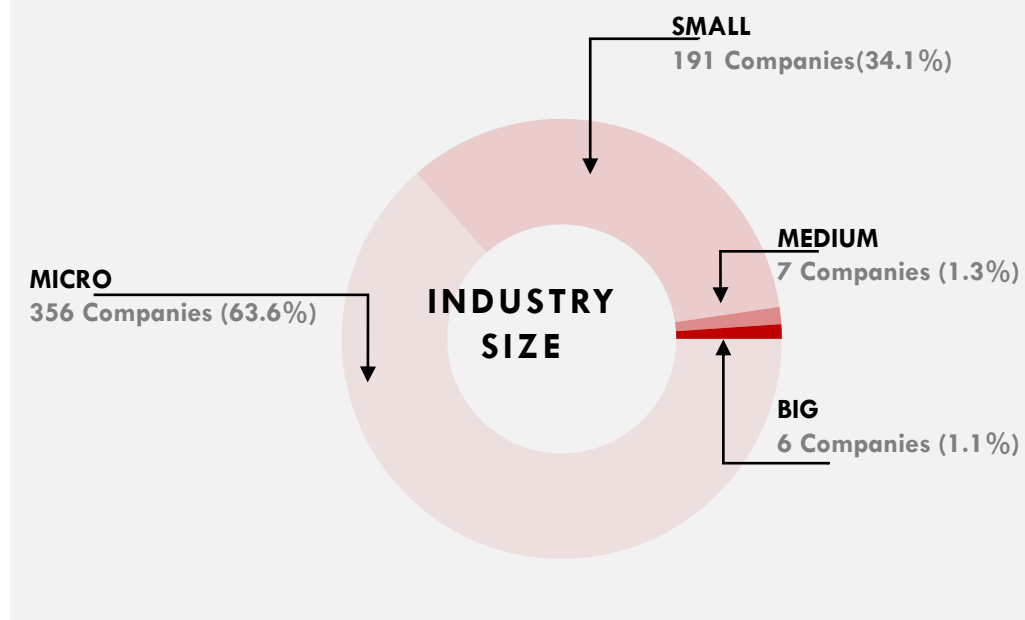 SMALL
191 Companies(34.1%)
MEDIUM
7 Companies (1.3%)
MICRO
356 Companies (63.6%)
INDUSTRY
SIZE
BIG
6 Companies (1.1%)